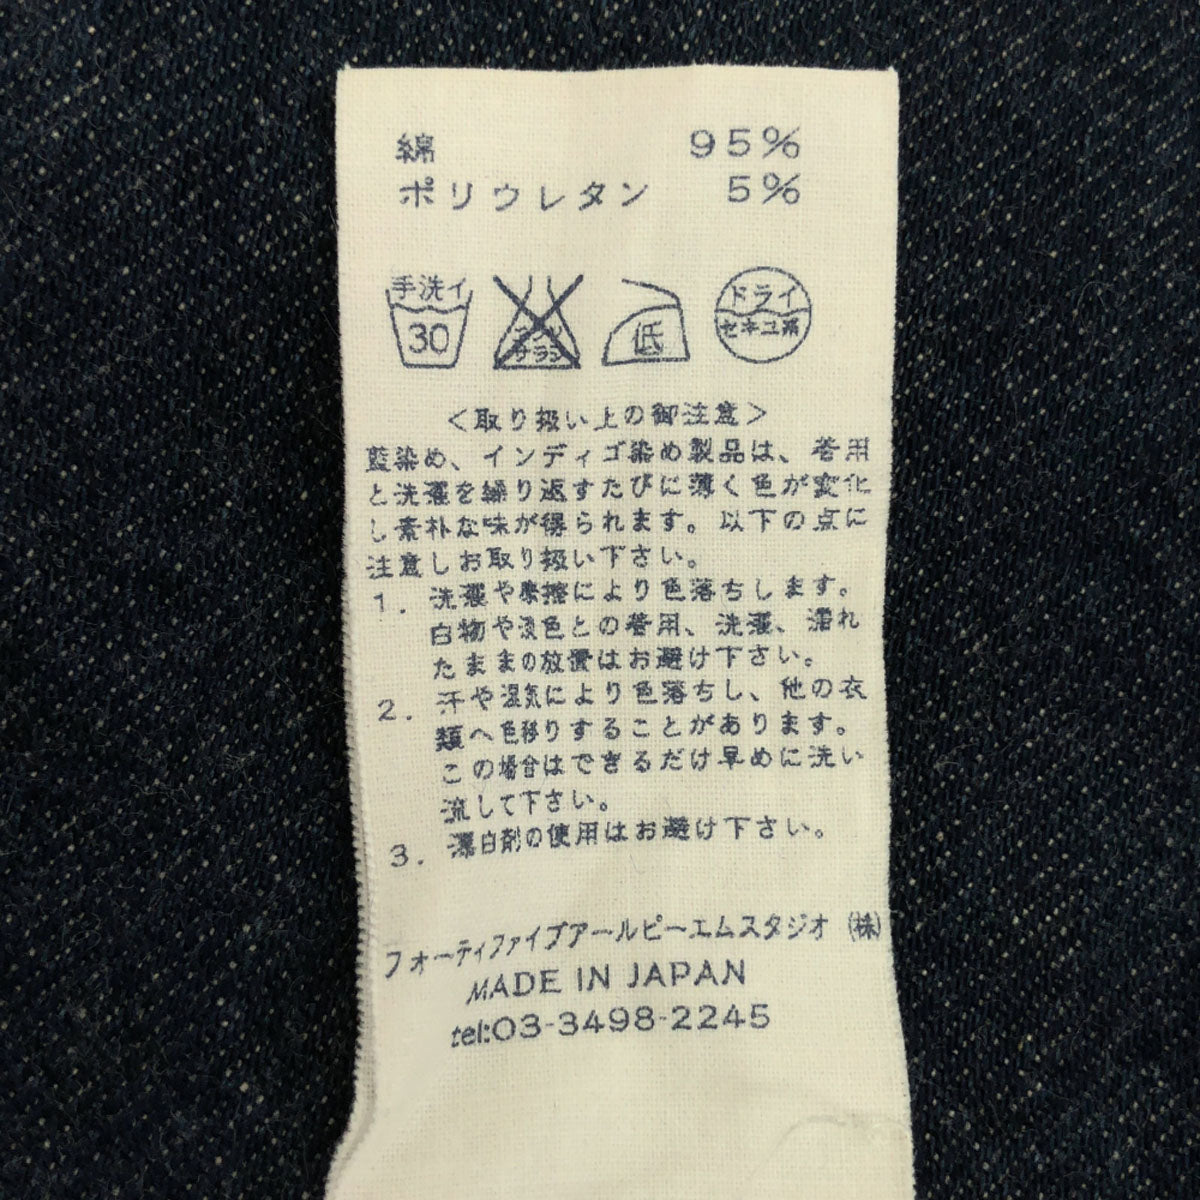 綿 95%
ポリウレタン 5%
手洗イ ドライ
30 エンソ サラシ 低 セキユ系
<取り扱い上の御注意>
藍染め、インディゴ染め製品は、着用
と洗濯を繰り返すたびに薄く色が変化
し素朴な味が得られます。以下の点に
注意しお取り扱い下さい。
1. 洗濯や摩擦により色落ちします。
白物や淡色との着用、洗濯、濡れ
たままの放置はお避け下さい。
2. 汗や湿気により色落ちし、他の衣
類へ色移りすることがあります。
この場合はできるだけ早めに洗い
流して下さい。
3. 漂白剤の使用はお避け下さい。
フォーティファイブアールピーエムスタジオ ㈱
MADE IN JAPAN
tel:03-3498-2245